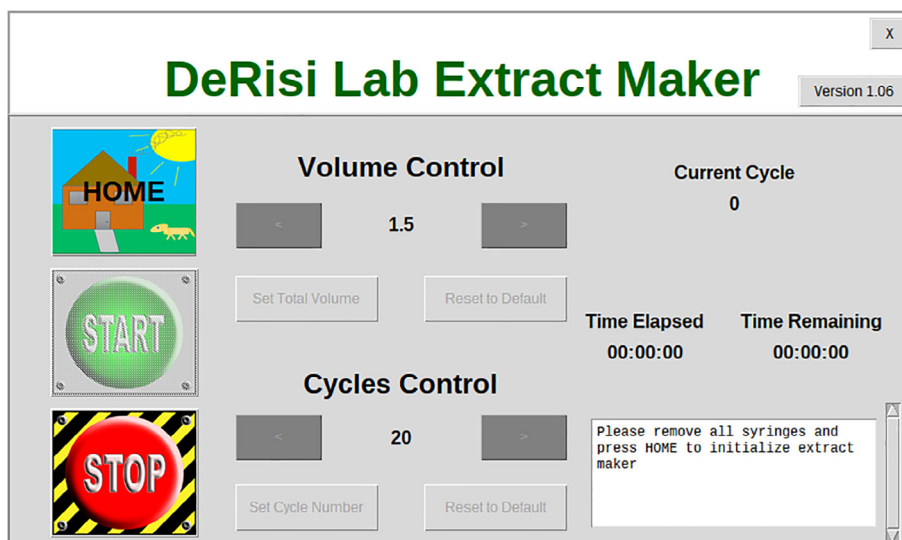 X
DeRisi Lab Extract Maker
Version 1.06
HOME
START
STOP
Volume Control
< 1.5 >
Set Total Volume Reset to Default
Cycles Control
< 20 >
Set Cycle Number Reset to Default
Current Cycle
0
Time Elapsed Time Remaining
00:00:00 00:00:00
Please remove all syringes and
press HOME to initialize extract
maker